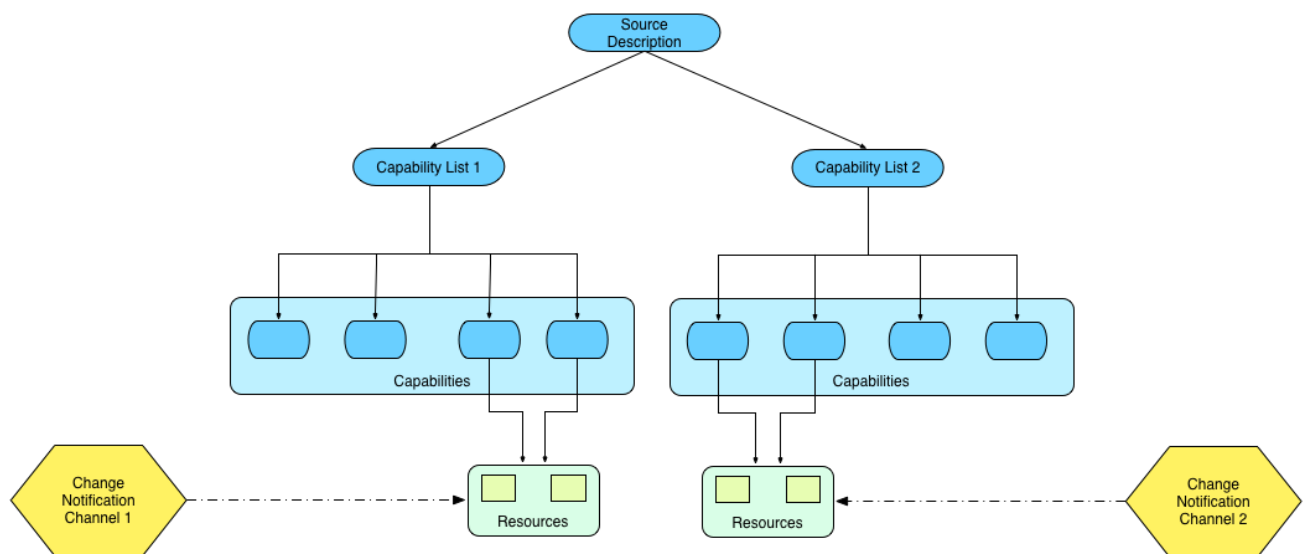 Source
Description
Capability List 1
Capability List 2
Capabilities
Capabilities
Change
Notification
Channel 1
Resources
Resources
Change
Notification
Channel 2